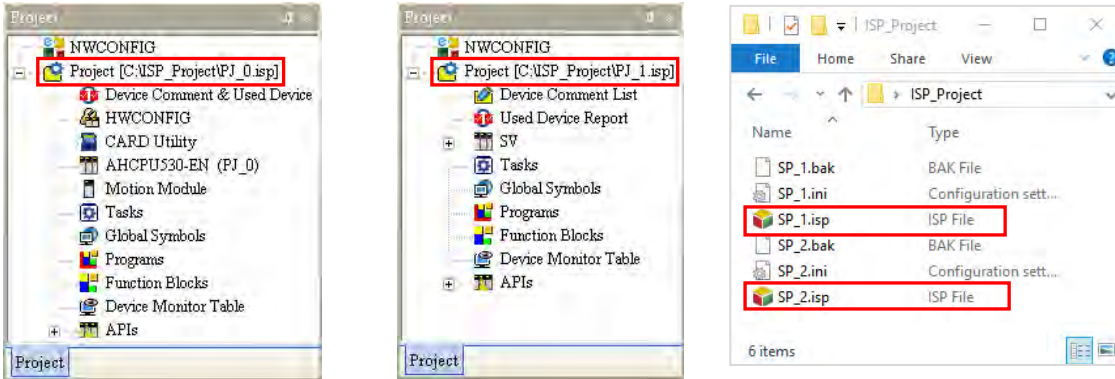 Project
NWCONFIG
Project [C:\ISP_Project\PJ_0.isp]
Device Comment & Used Device
HWCONFIG
CARD Utility
AHCPU530-EN (PJ_0)
Motion Module
Tasks
Global Symbols
Programs
Function Blocks
Device Monitor Table
APIs
Project
Project
NWCONFIG
Project [C:\ISP_Project\PJ_1.isp]
Device Comment List
Used Device Report
SV
Tasks
Global Symbols
Programs
Function Blocks
Device Monitor Table
APIs
Project
ISP_Project
File Home Share View
ISP_Project
Name Type
SP_1.bak BAK File
SP_1.ini Configuration sett...
SP_1.isp ISP File
SP_2.bak BAK File
SP_2.ini Configuration sett...
SP_2.isp ISP File
6 items